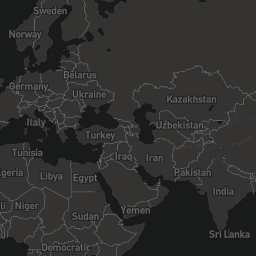 Sweden
Norway
Belarus
Germany
Ukraine
Kazakhstan
Italy
Uzbekistan
Turkey
Tunisia
Iraq
Iran
Libya
Egypt
Pakistan
India
Niger
Sudan
Yemen
Sri Lanka
Democratic